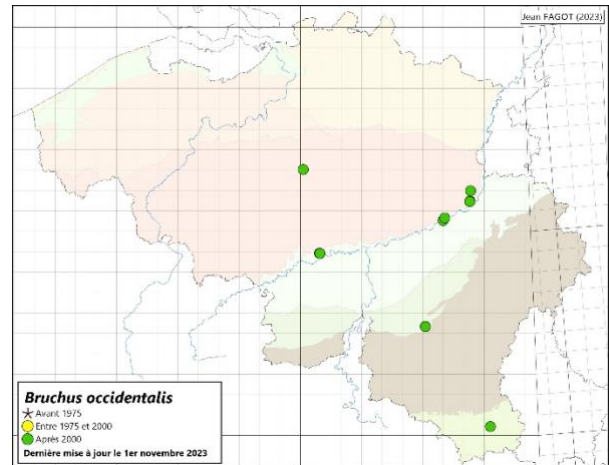 Jean FAGOT (2023)
Bruchus occidentalis
Avant 1975
Entre 1975 et 2000
Après 2000
Dernière mise à jour le 1er novembre 2023